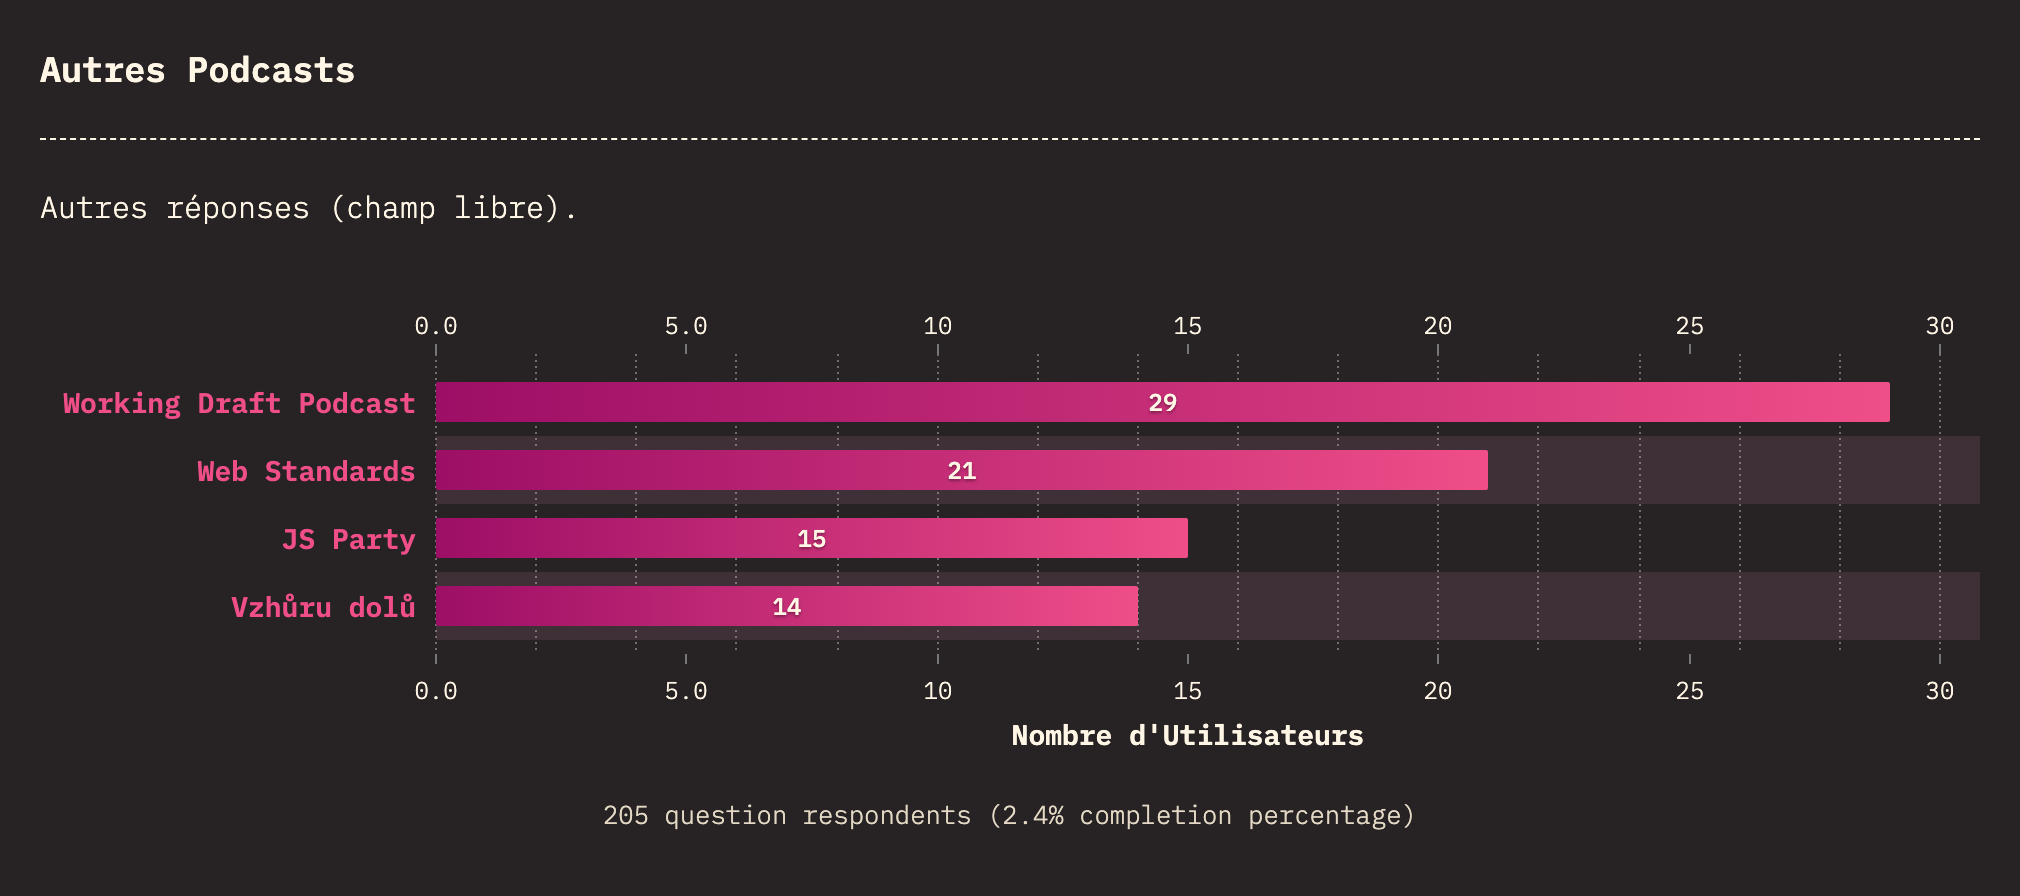 Autres Podcasts
Autres réponses (champ libre).
0.0 5.0 10 15 20 25 30
Working Draft Podcast 29
Web Standards 21
JS Party 15
Vzhůru dolů 14
0.0 5.0 10 15 20 25 30
Nombre d'Utilisateurs
205 question respondents (2.4% completion percentage)